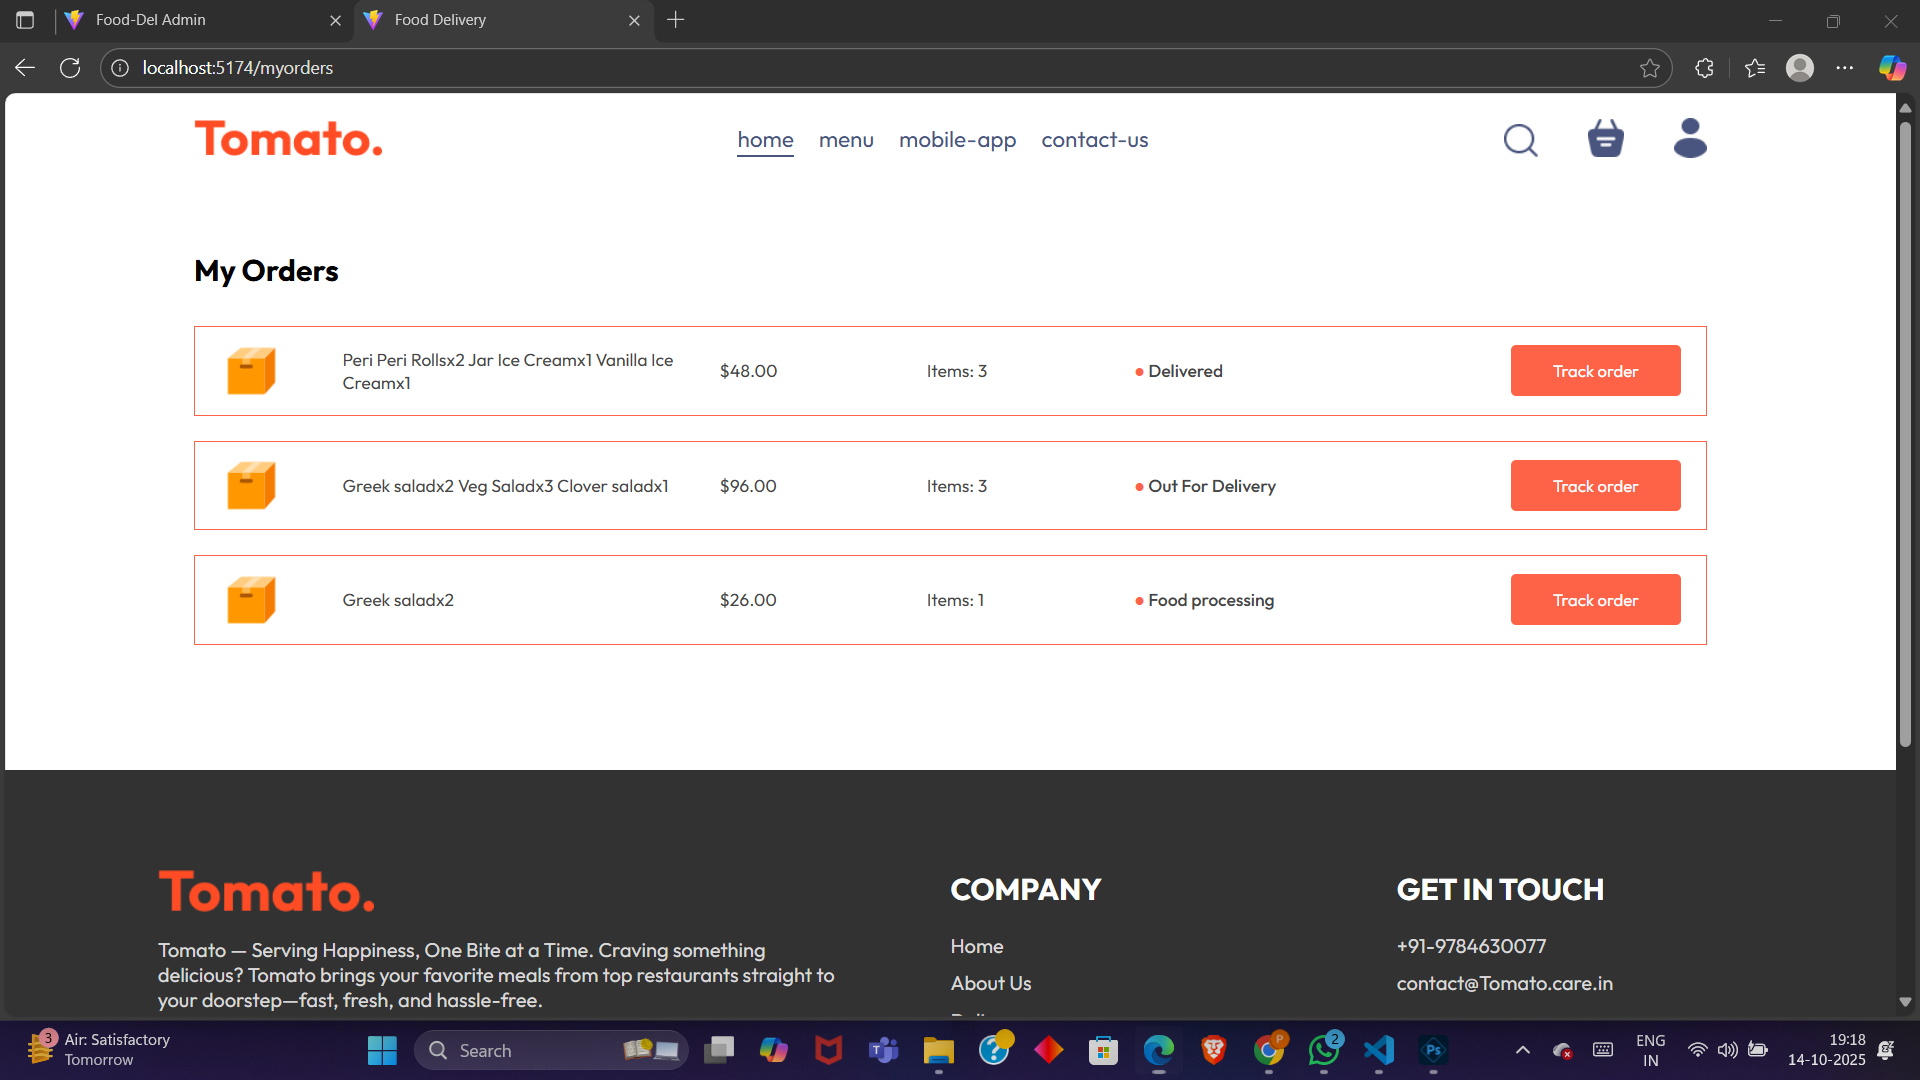 Food-Del Admin
Food Delivery
localhost:5174/myorders
Tomato.
home menu mobile-app contact-us
My Orders
Peri Peri Rollsx2 Jar Ice Creamx1 Vanilla Ice
Creamx1
$48.00
Items: 3
Delivered
Track order
Greek saladx2 Veg Saladx3 Clover saladx1
$96.00
Items: 3
Out For Delivery
Track order
Greek saladx2
$26.00
Items: 1
Food processing
Track order
Tomato.
Tomato — Serving Happiness, One Bite at a Time. Craving something
delicious? Tomato brings your favorite meals from top restaurants straight to
your doorstep—fast, fresh, and hassle-free.
COMPANY
Home
About Us
GET IN TOUCH
+91-9784630077
contact@Tomato.care.in
3
Air: Satisfactory
Tomorrow
Search
T
P
2
Ps
ENG
IN
19:18
14-10-2025